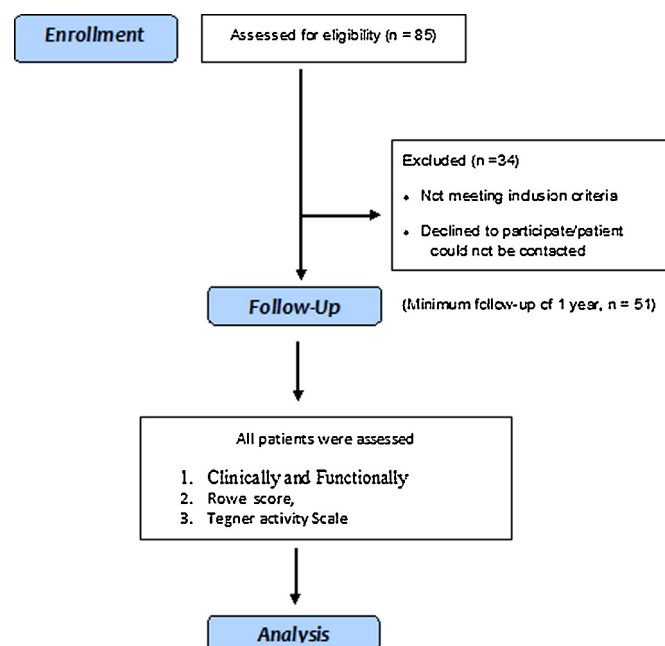 Enrollment
Assessed for eligibility (n = 85)
Excluded (n =34)
• Not meeting inclusion criteria
• Declined to participate/patient
could not be contacted
Follow-Up
(Minimum follow-up of 1 year, n = 51)
All patients were assessed
1. Clinically and Functionally
2. Rowe score,
3. Tegner activity Scale
Analysis